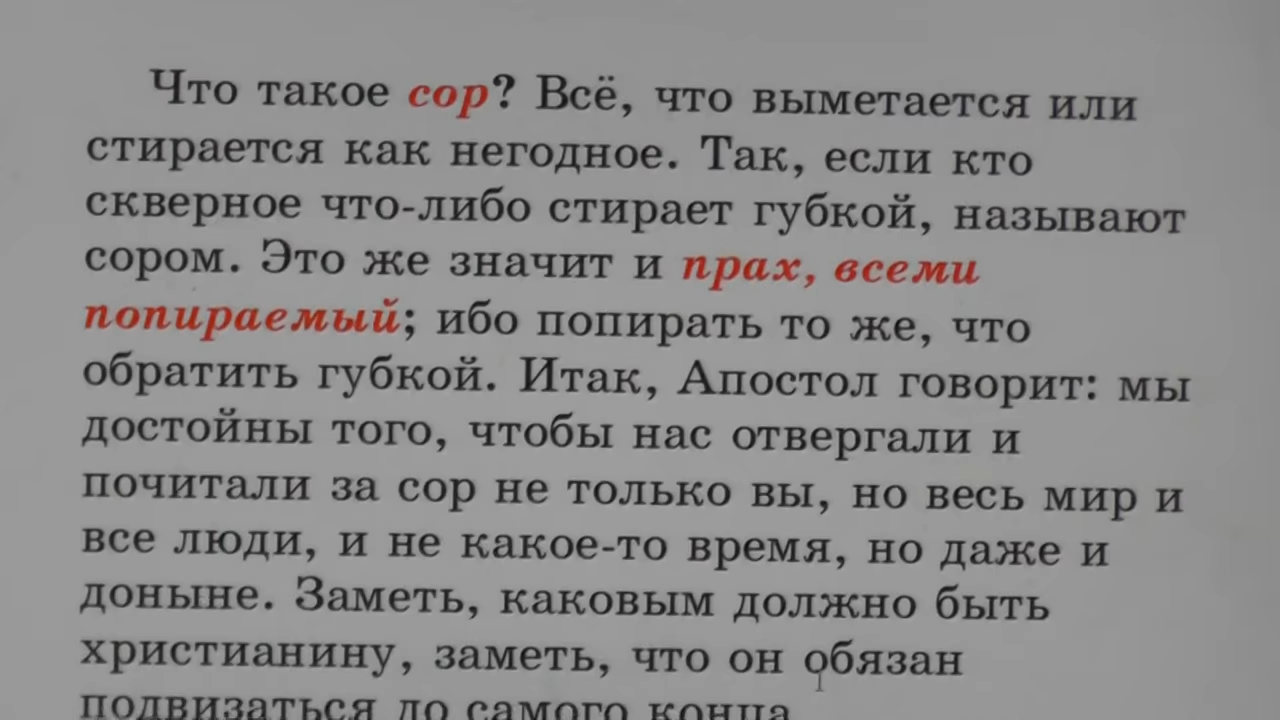 Что такое сор? Всё, что выметается или
стирается как негодное. Так, если кто
скверное что-либо стирает губкой, называют
сором. Это же значит и прах, всеми
попираемый; ибо попирать то же, что
обратить губкой. Итак, Апостол говорит: мы
достойны того, чтобы нас отвергали и
почитали за сор не только вы, но весь мир и
все люди, и не какое-то время, но даже и
доныне. Заметь, каковым должно быть
христианину, заметь, что он обязан
подвизаться до самого конца